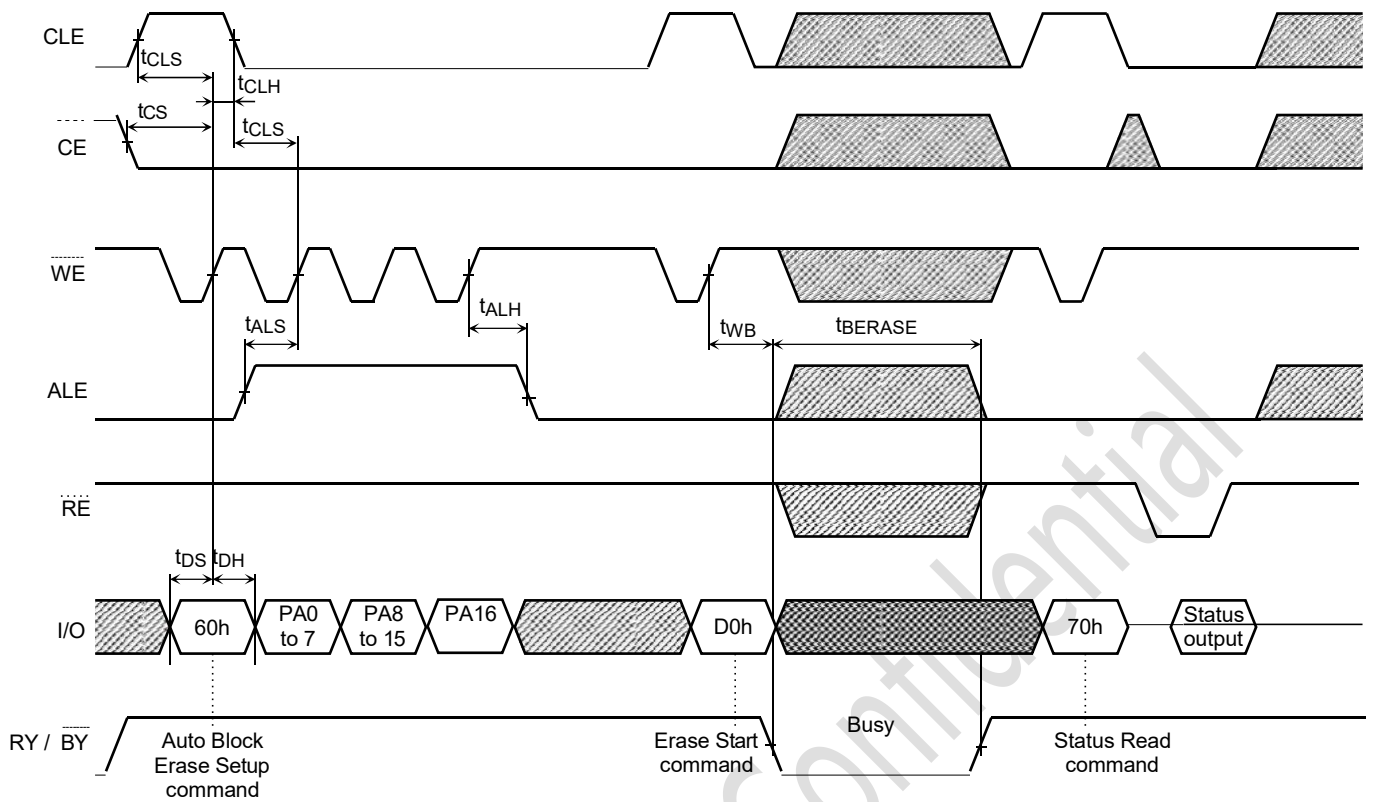 CLE
tCLS
tCLH
tCS
tCLS
CE
WE
tALS
tALH
tWB
tBERASE
ALE
RE
tDS
tDH
I/O
60h
PA0
to 7
PA8
to 15
PA16
D0h
70h
Status
output
RY / BY
Auto Block
Erase Setup
command
Erase Start
command
Busy
Status Read
command
Confidential